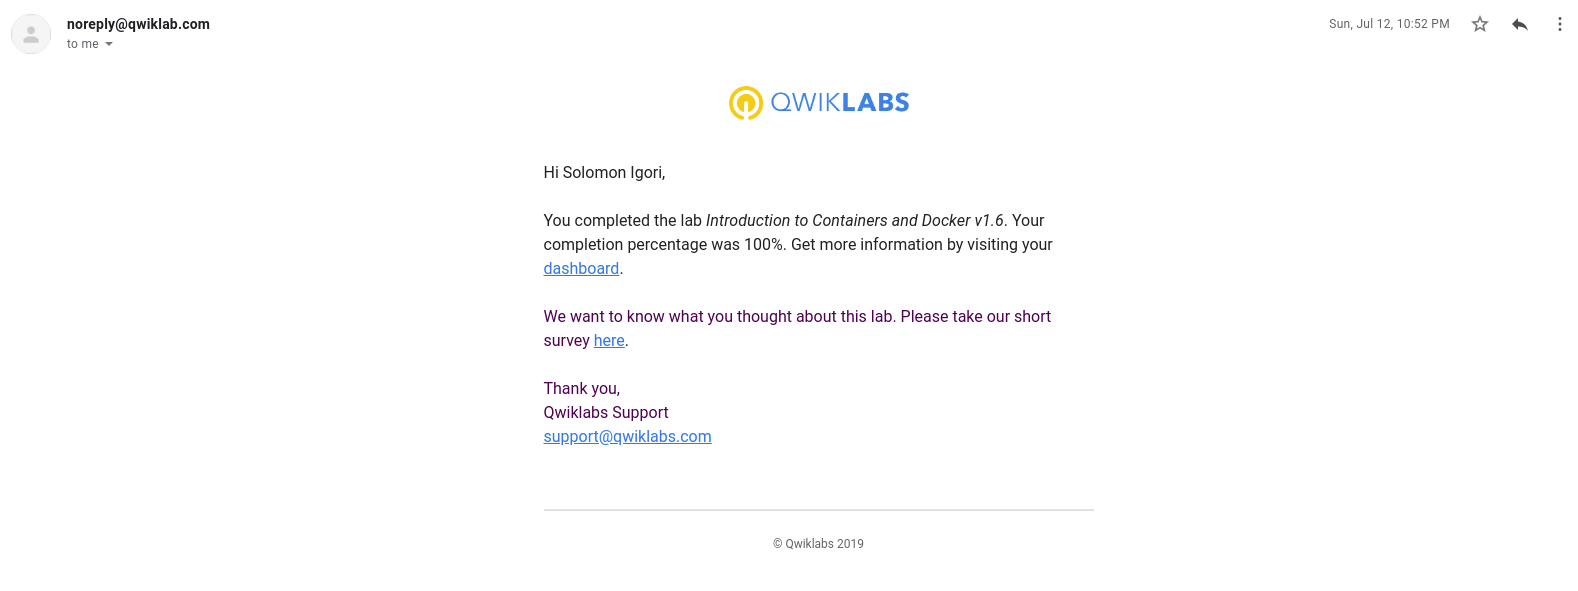 noreply@qwiklab.com
Sun, Jul 12, 10:52 PM
to me
QWIKLABS
Hi Solomon Igori,
You completed the lab Introduction to Containers and Docker v1.6. Your
completion percentage was 100%. Get more information by visiting your
dashboard.
We want to know what you thought about this lab. Please take our short
survey here.
Thank you,
Qwiklabs Support
support@qwiklabs.com
© Qwiklabs 2019